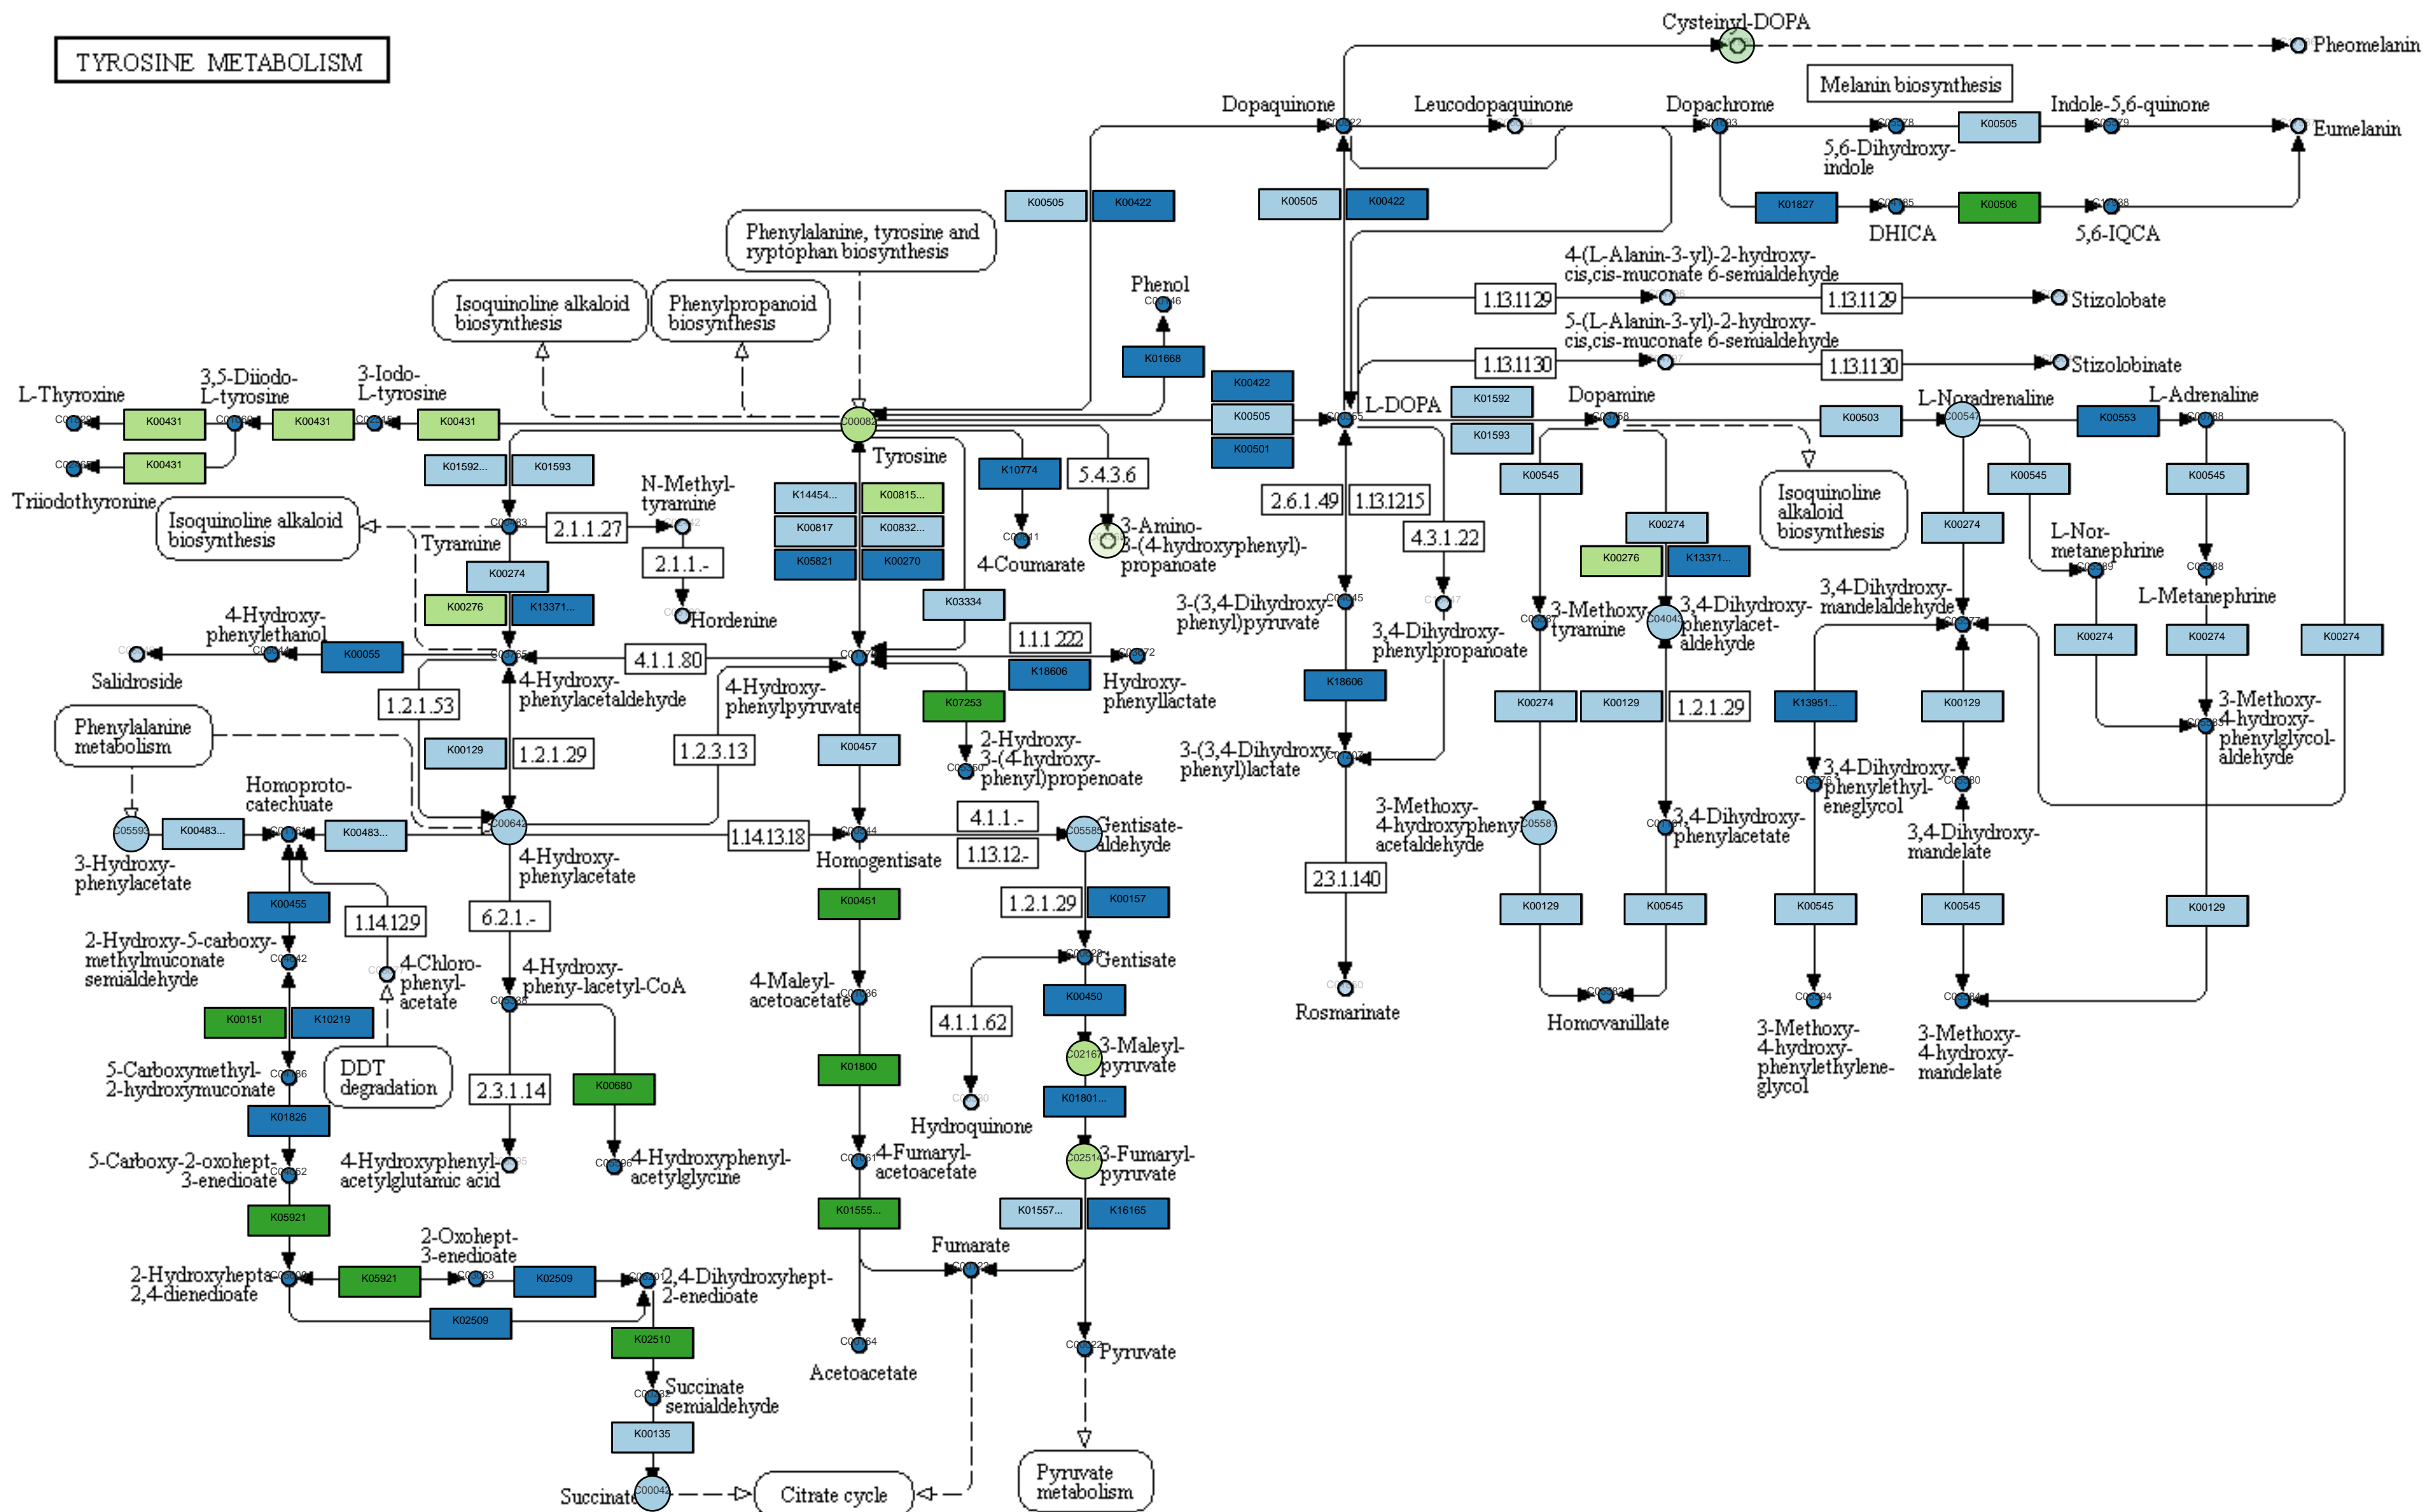 TYROSINE METABOLISM
Cysteinyl-DOPA
Pheomelanin
Melanin biosynthesis
Dopaquinone
Leucodopaquinone
Dopachrome
Indole-5,6-quinone
K00505
Eumelanin
5,6-Dihydroxy-
indole
K00505
K00422
K00505
K00422
K01827
K00506
DHICA
5,6-IQCA
Phenylalanine, tyrosine and
ryptophan biosynthesis
4-(L-Alanin-3-yl)-2-hydroxy-
cis,cis-muconate 6-semialdehyde
Isoquinoline alkaloid
biosynthesis
Phenylpropanoid
biosynthesis
Phenol
1.13.1129
1.13.1129
Stizolobate
5-(L-Alanin-3-yl)-2-hydroxy-
cis,cis-muconate 6-semialdehyde
K01668
1.13.1130
1.13.1130
Stizolobinate
L-Thyroxine
3,5-Diiodo-
L-tyrosine
3-Iodo-
L-tyrosine
K00431
K00431
K00431
K00431
Triiodothyronine
C00082
Tyrosine
K00422
K00505
K00501
L-DOPA
K01592
K01593
Dopamine
K00503
L-Noradrenaline
C00547
K00553
L-Adrenaline
K01592...
K01593
N-Methyl-
tyramine
K14454...
K00815...
K00817
K00832...
K05821
K00270
K10774
5.4.3.6
2.6.1.49
1.13.1215
K00545
K00545
K00545
Isoquinoline
alkaloid
biosynthesis
Isoquinoline alkaloid
biosynthesis
Tyramine
2.1.1.27
2.1.1.-
Hordenine
4-Coumarate
3-Amino-
3-(4-hydroxyphenyl)-
propanoate
4.3.1.22
K00274
K00276
K13371...
K00274
L-Nor-
metanephrine
K00274
K00276
K13371...
K03334
3-(3,4-Dihydroxy-
phenyl)pyruvate
3-Methoxy-
tyramine
C04043
3,4-Dihydroxy-
phenylacet-
aldehyde
3,4-Dihydroxy-
mandelaldehyde
L-Metanephrine
4-Hydroxy-
phenylethanol
K00055
Salidroside
4.1.1.80
1.1.1.222
K18606
3,4-Dihydroxy-
phenylpropanoate
K00274
K00274
K00274
4-Hydroxy-
phenylacetaldehyde
4-Hydroxy-
phenylpyruvate
Hydroxy-
phenyllactate
K07253
K18606
K00274
K00129
1.2.1.29
K13951...
K00129
3-Methoxy-
4-hydroxy-
phenylglycol-
aldehyde
Phenylalanine
metabolism
1.2.1.53
K00129
1.2.1.29
1.2.3.13
K00457
2-Hydroxy-
3-(4-hydroxy-
phenyl)propenoate
3-(3,4-Dihydroxy-
phenyl)lactate
3,4-Dihydroxy-
phenylethyl-
eneglycol
Homoproto-
catechuate
C05593
K00483...
K00483...
C00642
3-Hydroxy-
phenylacetate
4-Hydroxy-
phenylacetate
1.14.13.18
Homogentisate
4.1.1.-
1.13.12.-
C05585
Gentisate-
aldehyde
3-Methoxy-
4-hydroxyphenyl
acetaldehyde
C05581
3,4-Dihydroxy-
phenylacetate
3,4-Dihydroxy-
mandelate
K00455
1.14.129
6.2.1.-
K00451
1.2.1.29
K00157
2.3.1.140
K00129
K00545
K00545
K00545
K00129
2-Hydroxy-5-carboxy-
methylmuconate
semialdehyde
4-Chloro-
phenyl-
acetate
4-Hydroxy-
pheny-lacetyl-CoA
4-Maleyl-
acetoacetate
Gentisate
K00450
4.1.1.62
Rosmarinate
Homovanillate
3-Methoxy-
4-hydroxy-
phenylethylene-
glycol
3-Methoxy-
4-hydroxy-
mandelate
K00151
K10219
DDT
degradation
5-Carboxymethyl-
2-hydroxymuconate
2.3.1.14
K00680
K01800
C02167
3-Maleyl-
pyruvate
K01801...
Hydroquinone
K01826
5-Carboxy-2-oxohept-
3-enedioate
4-Hydroxyphenyl-
acetylglutamic acid
4-Hydroxyphenyl-
acetylglycine
4-Fumaryl-
acetoacetate
C02514
3-Fumaryl-
pyruvate
K05921
K01555...
K01557...
K16165
2-Oxohept-
3-enedioate
Fumarate
2-Hydroxyhepta-
2,4-dienedioate
K05921
K02509
2,4-Dihydroxyhept-
2-enedioate
K02509
K02510
Acetoacetate
Pyruvate
Succinate
semialdehyde
K00135
Succinate
C00042
Citrate cycle
Pyruvate
metabolism